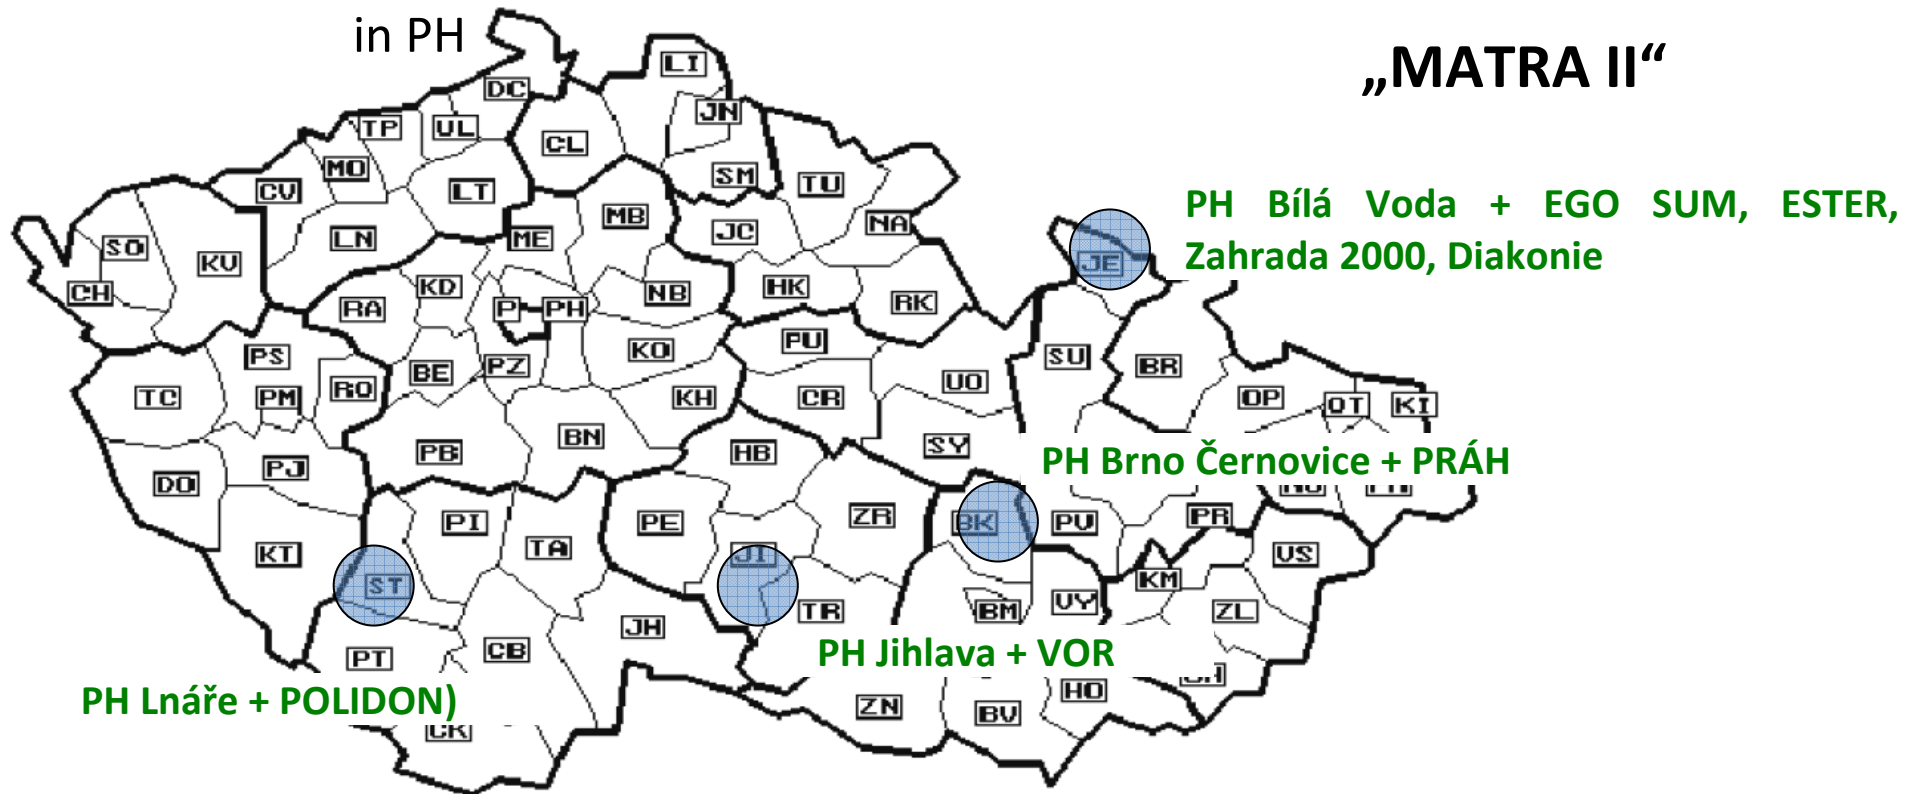 in PH
„MATRA II“
LI
DC
JN
TP
UL
CL
MO
SM
TU
CV
LT
MB
NA
LN
ME
JC
SO
KV
PH Bílá Voda + EGO SUM, ESTER,
Zahrada 2000, Diakonie
JE
CH
KD
NB
HK
RK
RA
P
PH
PS
BE
PZ
KO
PU
SU
BR
UO
TC
PM
RO
KH
CR
OP
OT
KI
BN
SY
PB
HB
PH Brno Černovice + PRÁH
DO
PJ
PI
PE
ZR
BK
PV
PR
KT
TA
JI
VS
ST
KM
TR
BM
VY
ZL
JH
PT
CB
PH Jihlava + VOR
PH Lnáře + POLIDON)
ZN
BV
HO
CK